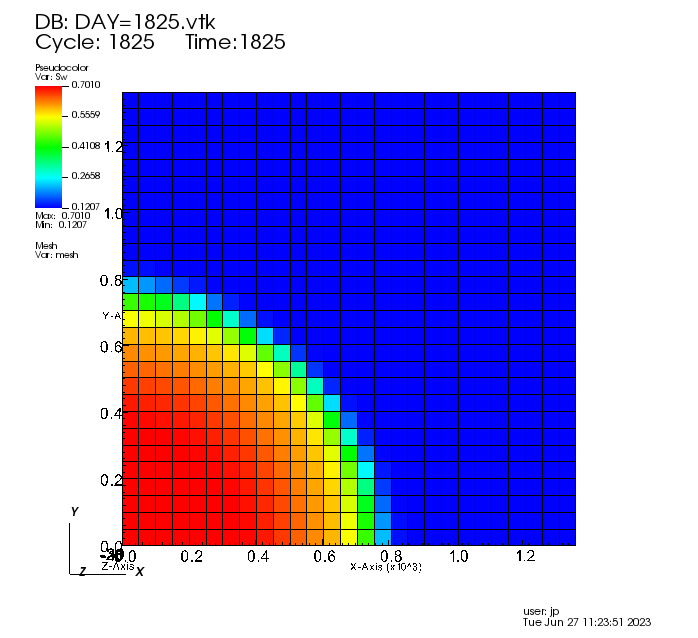 DB: DAY=1825.vtk
Cycle: 1825 Time:1825
Pseudocolor
Var: Sw
0.7010
0.5559
0.4108
0.2658
0.1207
Max: 0.7010
Min: 0.1207
Mesh
Var: mesh
1.2
1.0
0.8
Y-A
0.6
0.4
0.2
0.0
0.0 0.2 0.4 0.6 0.8 1.0 1.2
Z-Axis
X-Axis (x10^3)
Y
Z X
user: jp
Tue Jun 27 11:23:51 2023